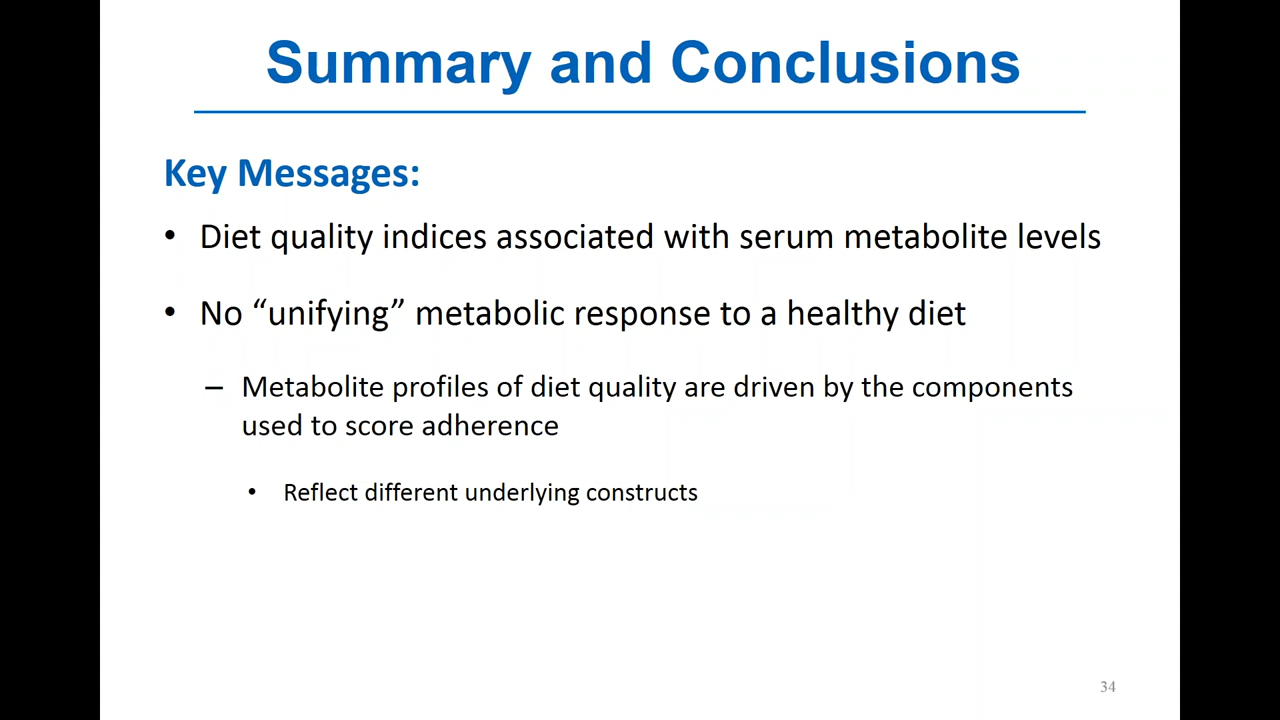 Summary and Conclusions
Key Messages:
• Diet quality indices associated with serum metabolite levels
• No “unifying” metabolic response to a healthy diet
– Metabolite profiles of diet quality are driven by the components
used to score adherence
• Reflect different underlying constructs
34